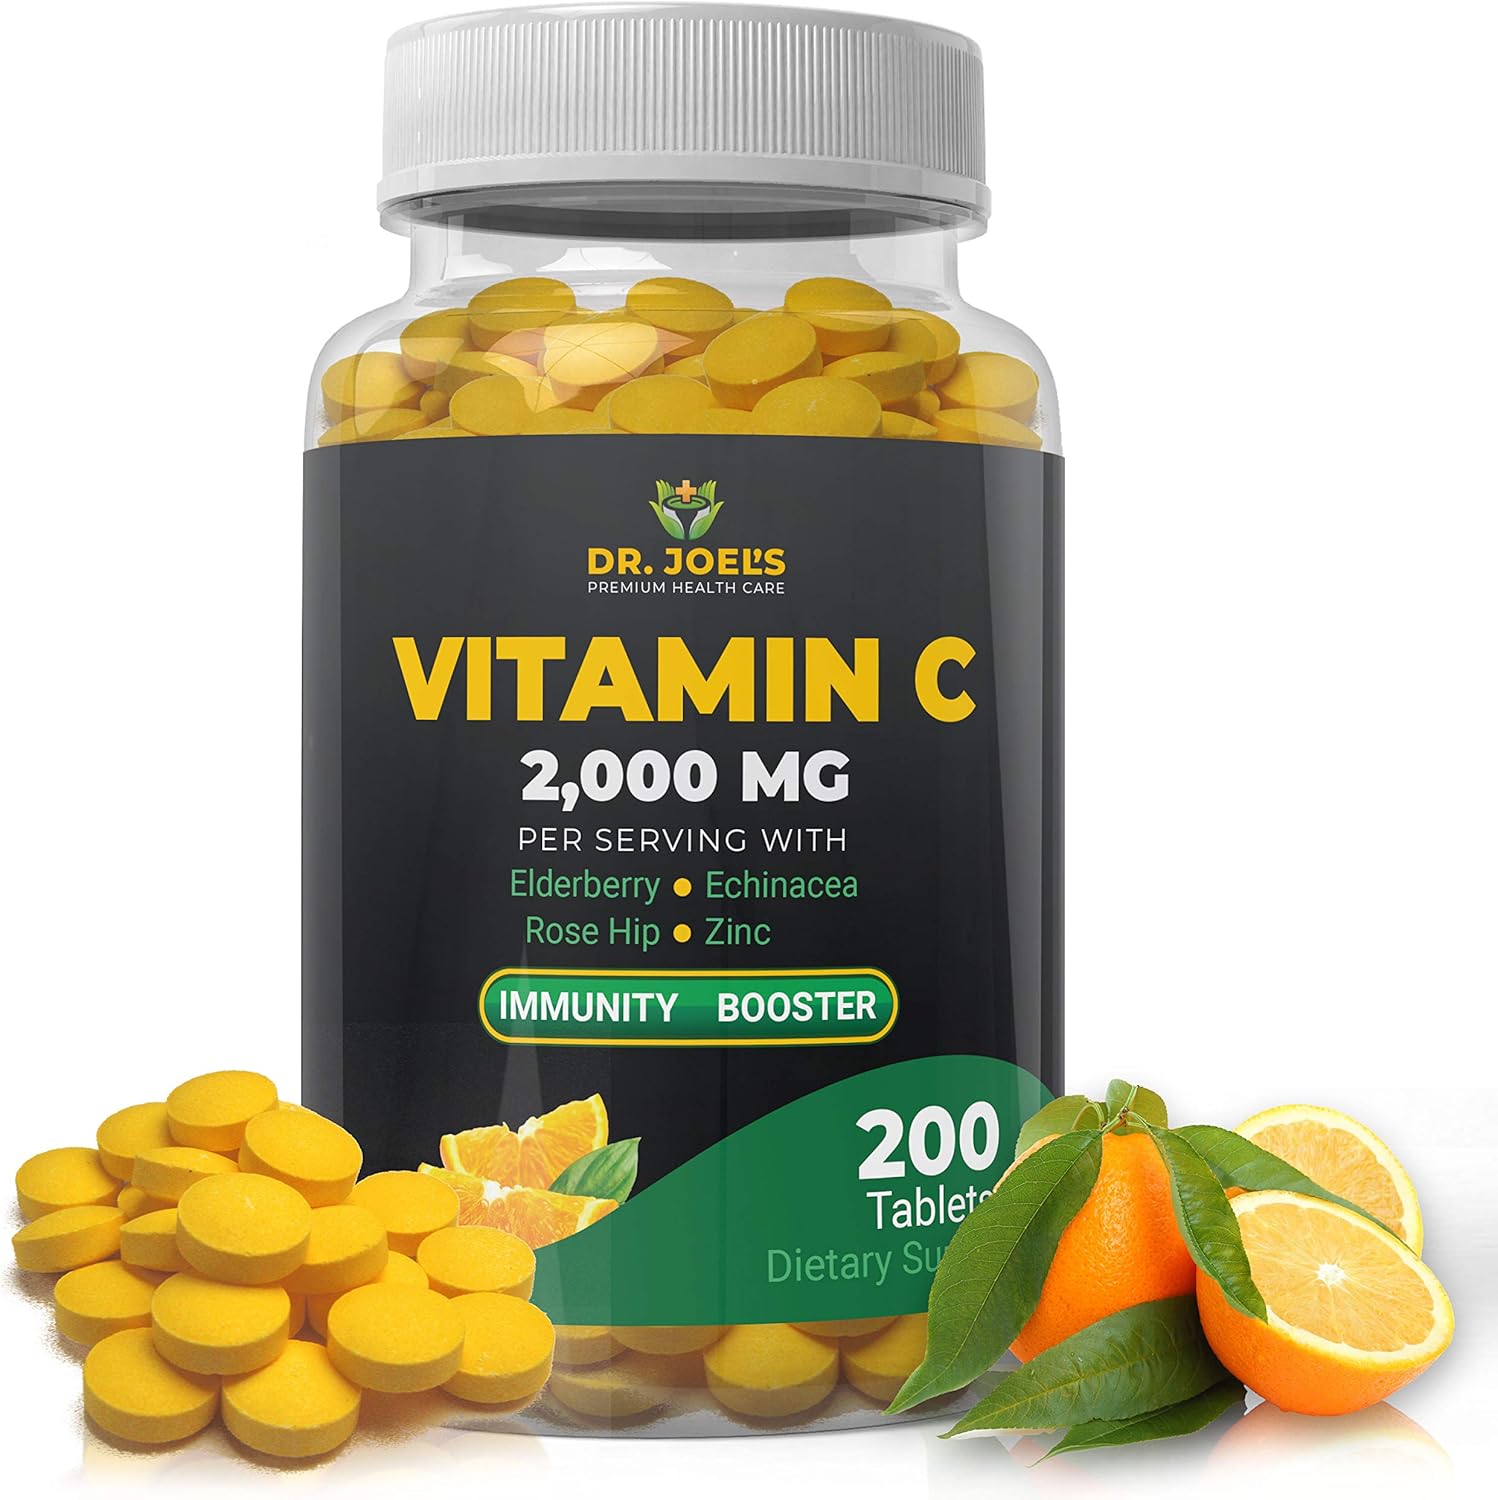 DR. JOEL'S
PREMIUM HEALTH CARE
VITAMIN C
2,000 MG
PER SERVING WITH
Elderberry • Echinacea
Rose Hip • Zinc
IMMUNITY BOOSTER
200
Tablets
Dietary